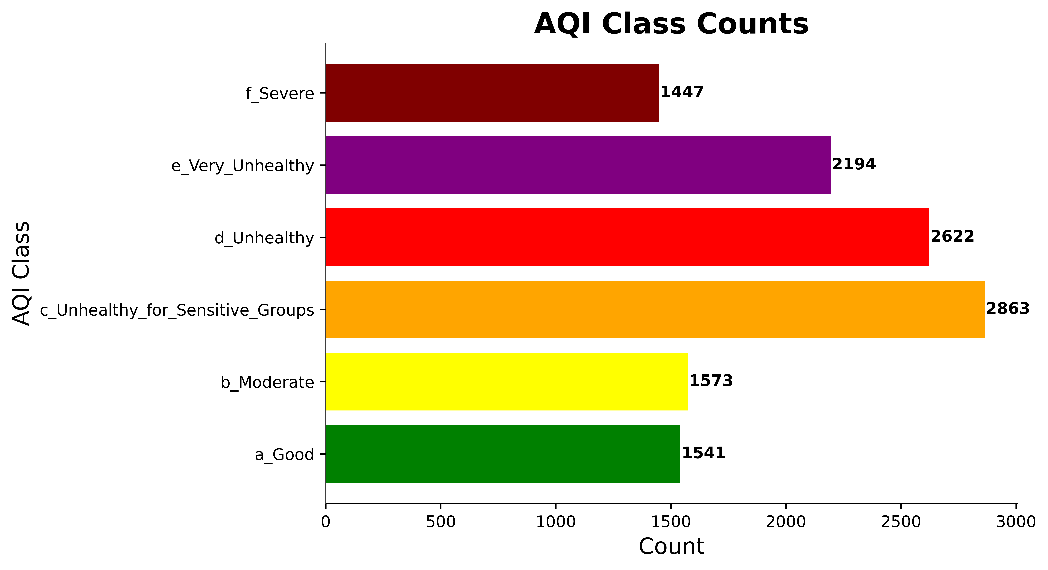 AQI Class Counts
f_Severe
1447
e_Very_Unhealthy
2194
d_Unhealthy
2622
c_Unhealthy_for_Sensitive_Groups
2863
b_Moderate
1573
a_Good
1541
AQI Class
0 500 1000 1500 2000 2500 3000
Count